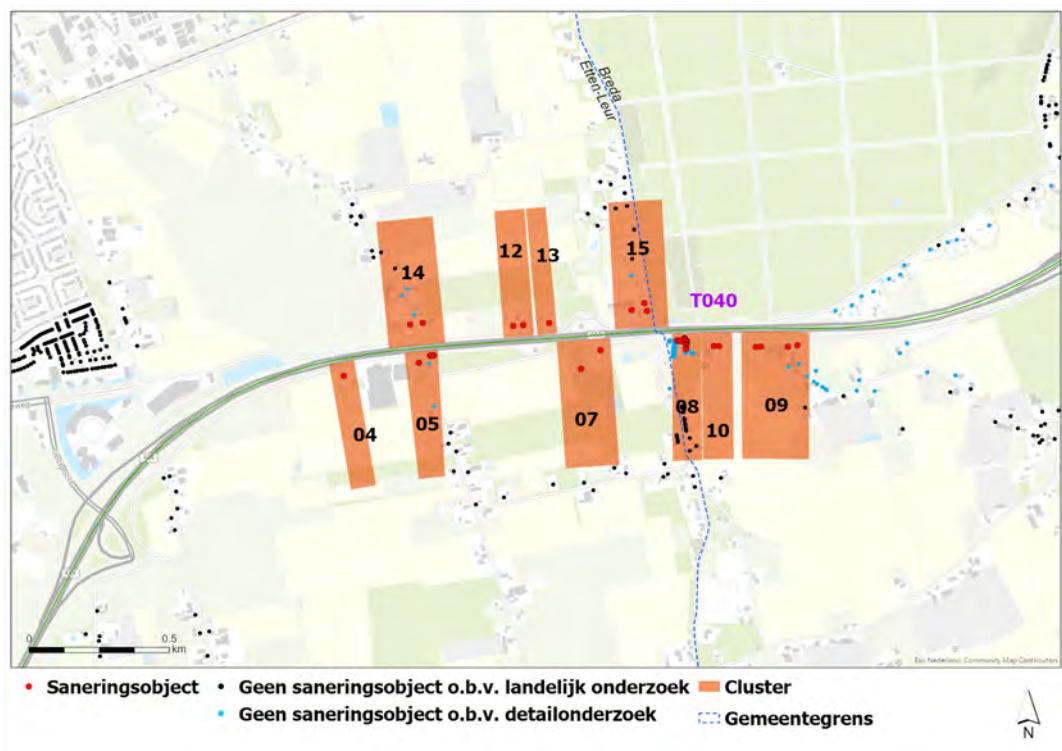 Breda
Etten-Leur
12
13
15
14
T040
08
10
09
07
05
04
0 0.5
km
Esri Nederland, Community Map Contributors
Saneringsobject Geen saneringsobject o.b.v. landelijk onderzoek Cluster
Geen saneringsobject o.b.v. detailonderzoek Gemeentegrens
N